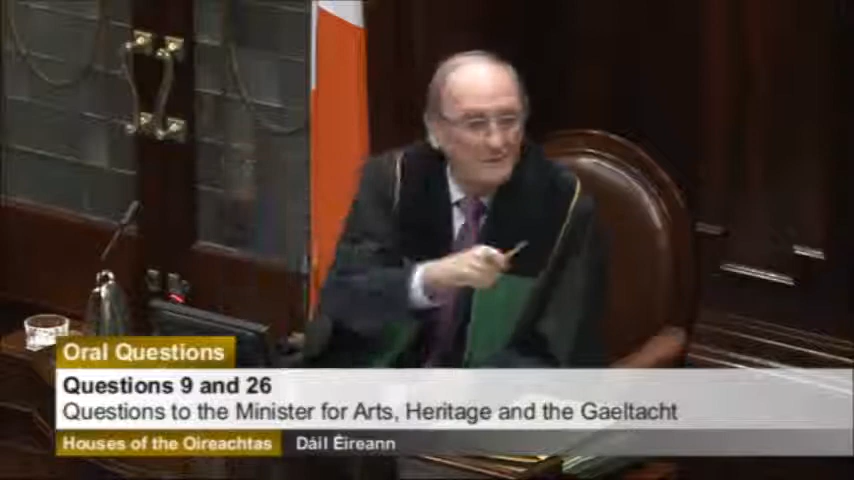 Oral Questions
Questions 9 and 26
Questions to the Minister for Arts, Heritage and the Gaeltacht
Houses of the Oireachtas Dáil Éireann